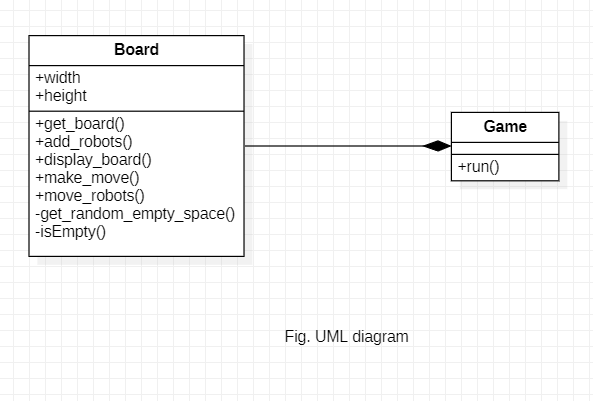 Board
+width
+height
+get_board()
+add_robots()
+display_board()
+make_move()
+move_robots()
-get_random_empty_space()
-isEmpty()
Game
+run()
Fig. UML diagram